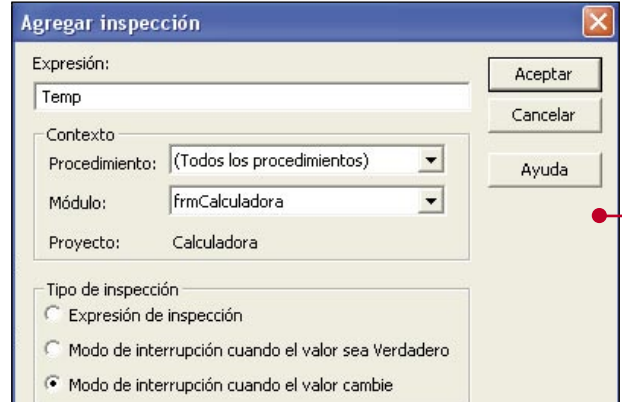 Agregar inspección
Expresión:
Aceptar
Temp
Cancelar
Contexto
Procedimiento: (Todos los procedimientos)
Ayuda
Módulo: frmCalculadora
Proyecto: Calculadora
Tipo de inspección
Expresión de inspección
Modo de interrupción cuando el valor sea Verdadero
Modo de interrupción cuando el valor cambie